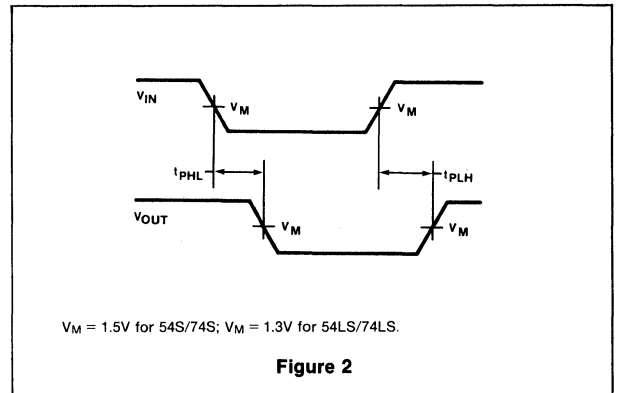 VIN
VM
VM
tPHL
tPLH
VOUT
VM
VM
VM = 1.5V for 54S/74S; VM = 1.3V for 54LS/74LS.
Figure 2